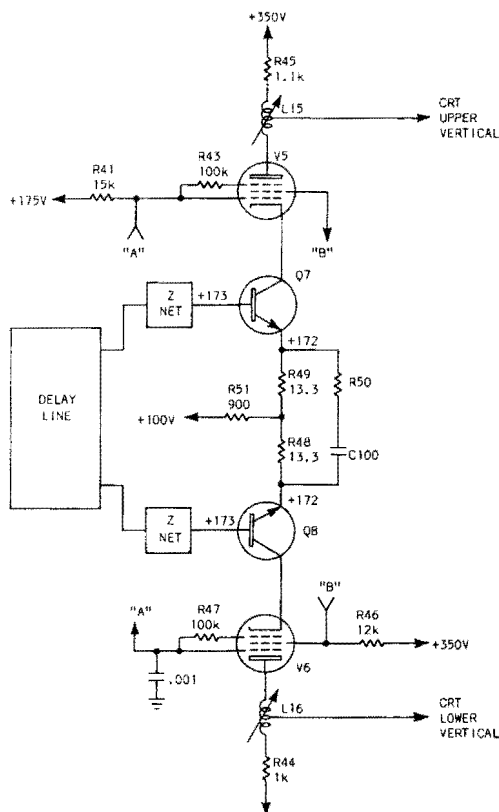 +350V
R45
1.1k
L15
CRT
UPPER
VERTICAL
V5
R43
100k
R41
15k
+175V
"A"
"B"
Q7
Z
NET
+173
+172
DELAY
LINE
R49
13.3
R50
R51
900
+100V
R48
13.3
C100
+172
Z
NET
+173
Q8
"B"
"A"
R47
100k
R46
12k
+350V
.001
V6
L16
CRT
LOWER
VERTICAL
R44
1k